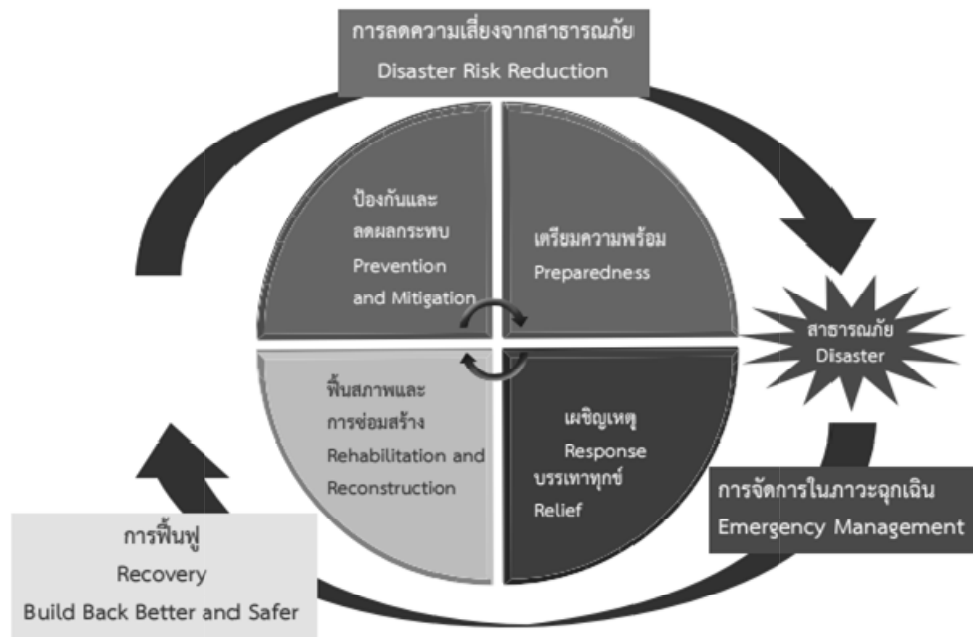 การลดความเสี่ยงจากสาธารณภัย
Disaster Risk Reduction
ป้องกันและ
ลดผลกระทบ
Prevention
and Mitigation
เตรียมความพร้อม
Preparedness
สาธารณภัย
Disaster
ฟื้นสภาพและ
การซ่อมสร้าง
Rehabilitation and
Reconstruction
เผชิญเหตุ
Response
บรรเทาทุกข์
Relief
การจัดการในภาวะฉุกเฉิน
Emergency Management
การฟื้นฟู
Recovery
Build Back Better and Safer